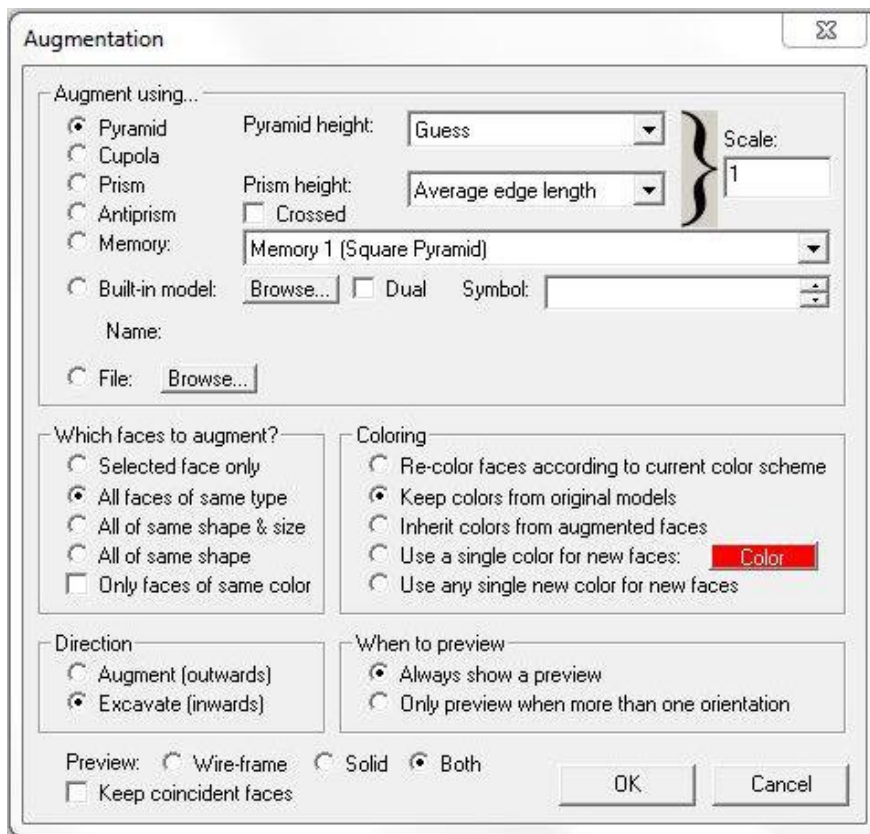 Augmentation
Augment using...
Pyramid
Pyramid height:
Guess
Scale:
Cupola
1
Prism
Prism height:
Average edge length
Antiprism
Crossed
Memory:
Memory 1 (Square Pyramid)
Built-in model:
Browse...
Dual
Symbol:
Name:
File:
Browse...
Which faces to augment?
Selected face only
All faces of same type
All of same shape & size
All of same shape
Only faces of same color
Coloring
Re-color faces according to current color scheme
Keep colors from original models
Inherit colors from augmented faces
Use a single color for new faces:
Color
Use any single new color for new faces
Direction
Augment (outwards)
Excavate (inwards)
When to preview
Always show a preview
Only preview when more than one orientation
Preview:
Wire-frame
Solid
Both
Keep coincident faces
OK
Cancel